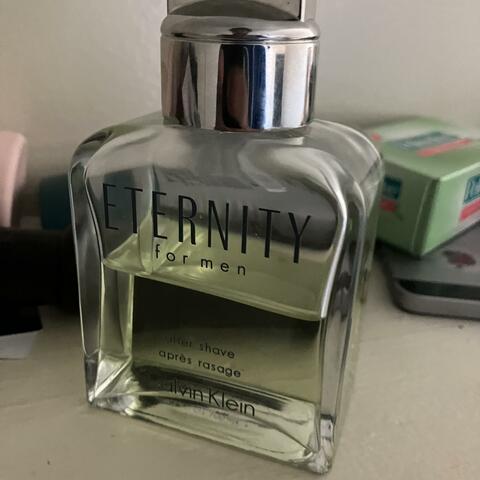 ETERNITY
for men
after shave
après rasage
Calvin Klein